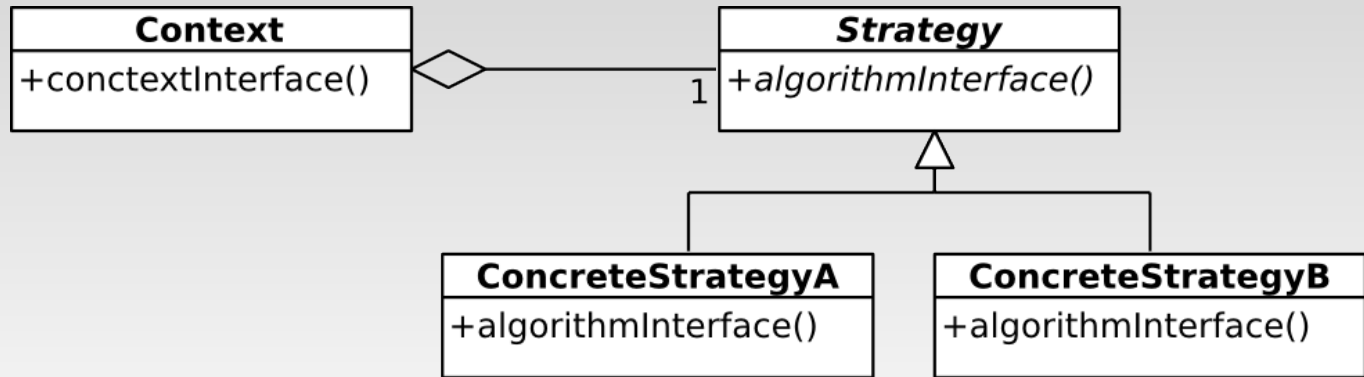 Context
+conctextInterface()
1
Strategy
+algorithmInterface()
ConcreteStrategyA
+algorithmInterface()
ConcreteStrategyB
+algorithmInterface()